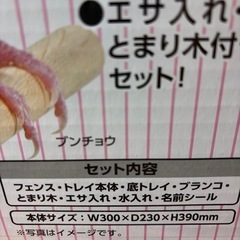 ●エサ入れ・
とまり木付
セット！
ブンチョウ
セット内容
フェンス・トレイ本体・底トレイ・ブランコ・
とまり木・エサ入れ・水入れ・名前シール
本体サイズ：W300×D230×H390mm
※写真はイメージです。